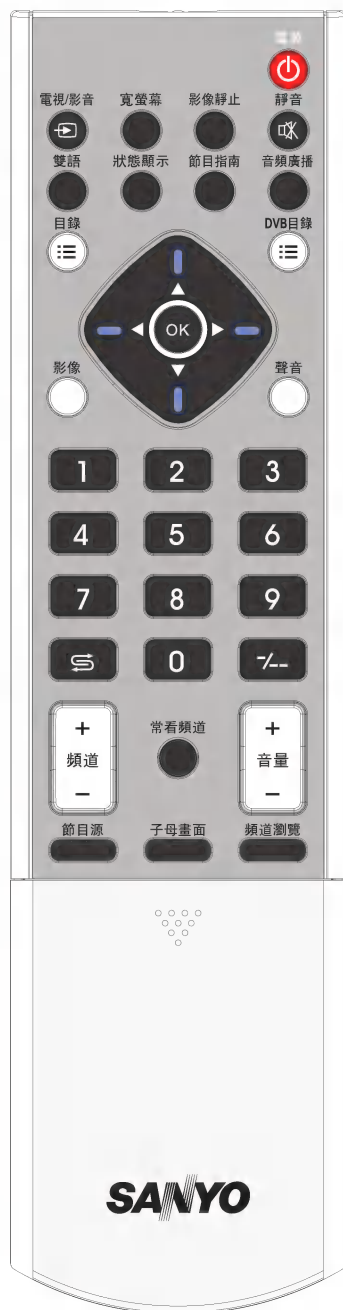 電視/影音 寬螢幕 影像靜止 靜音
雙語 狀態顯示 節目指南 音頻廣播
目錄 DVB目錄
OK
影像 聲音
1 2 3
4 5 6
7 8 9
0 -/--
+ 常看頻道 +
頻道 音量
− −
節目源 子母畫面 頻道瀏覽
SANYO